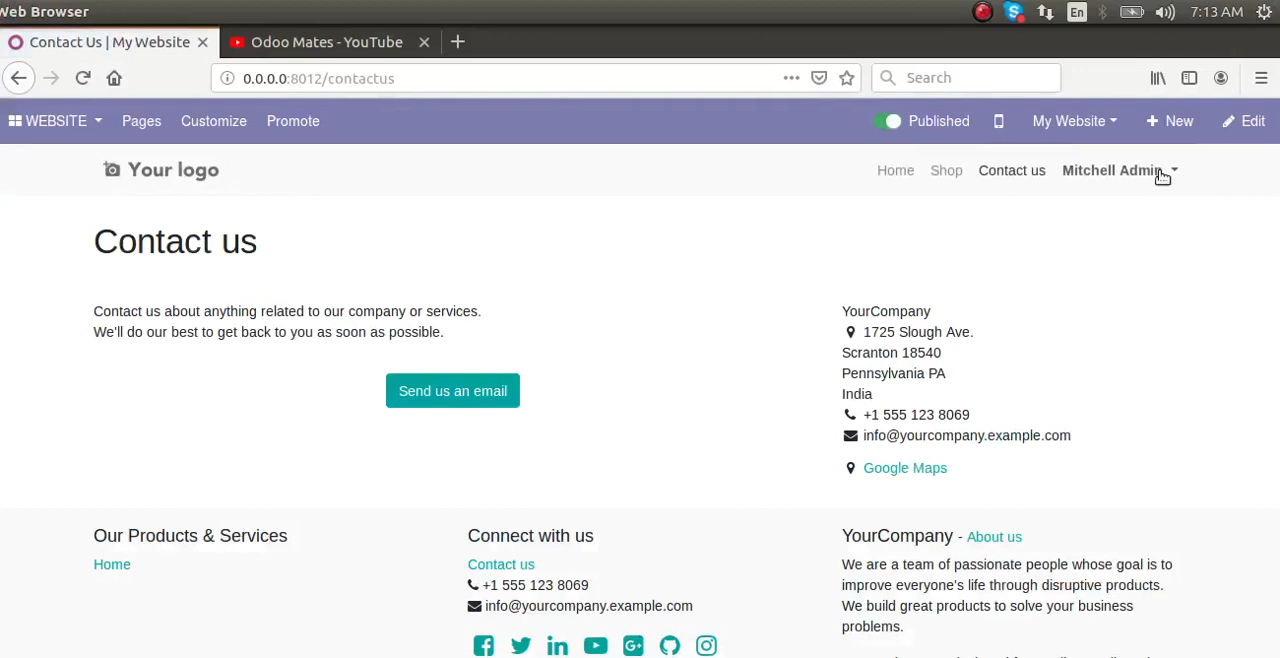 Web Browser
En 7:13 AM
Contact Us | My Website
Odoo Mates - YouTube
0.0.0.0:8012/contactus
Search
WEBSITE Pages Customize Promote Published My Website New Edit
Your logo Home Shop Contact us Mitchell Admin
Contact us
Contact us about anything related to our company or services.
We'll do our best to get back to you as soon as possible.
Send us an email
YourCompany
1725 Slough Ave.
Scranton 18540
Pennsylvania PA
India
+1 555 123 8069
info@yourcompany.example.com
Google Maps
Our Products & Services
Home
Connect with us
Contact us
+1 555 123 8069
info@yourcompany.example.com
YourCompany - About us
We are a team of passionate people whose goal is to
improve everyone's life through disruptive products.
We build great products to solve your business
problems.